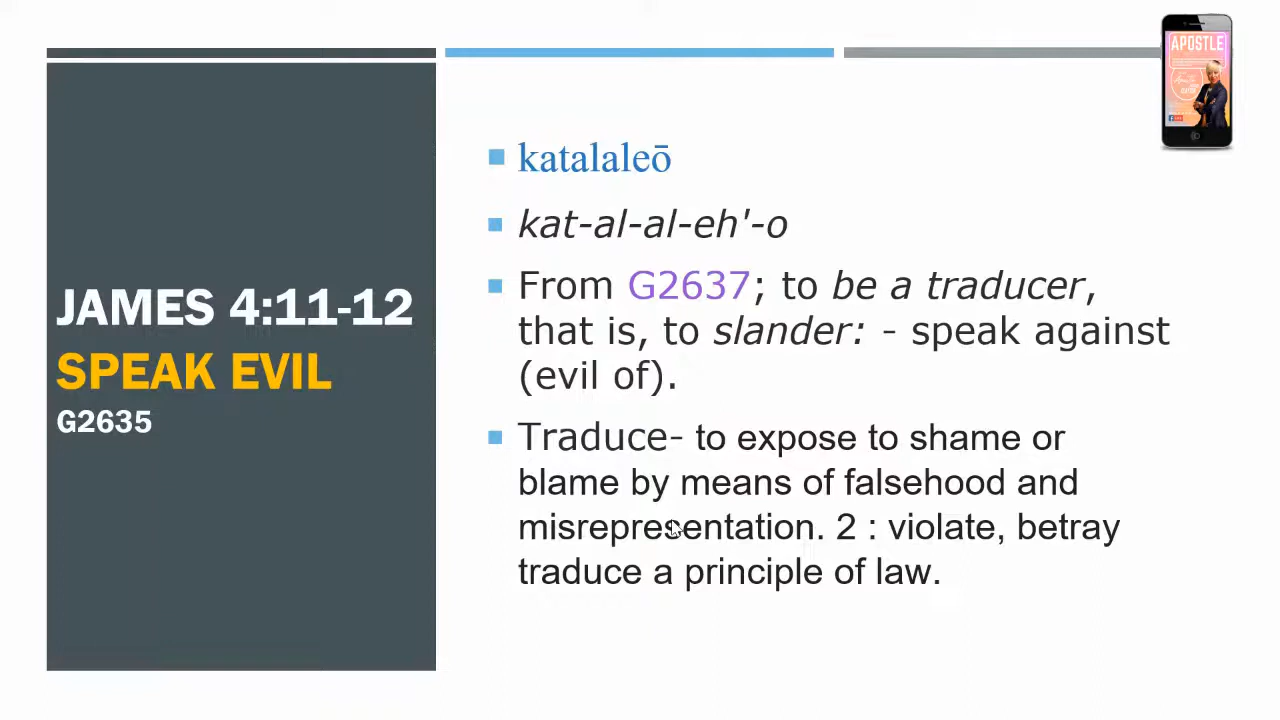 APOSTLE
JAMES 4:11-12
SPEAK EVIL
G2635
katalaleō
kat-al-al-eh'-o
From G2637; to be a traducer,
that is, to slander: - speak against
(evil of).
Traduce- to expose to shame or
blame by means of falsehood and
misrepresentation. 2 : violate, betray
traduce a principle of law.